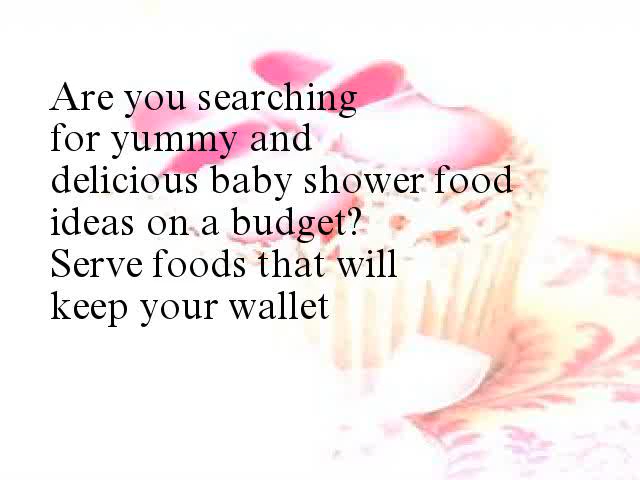 Are you searching
for yummy and
delicious baby shower food
ideas on a budget?
Serve foods that will
keep your wallet